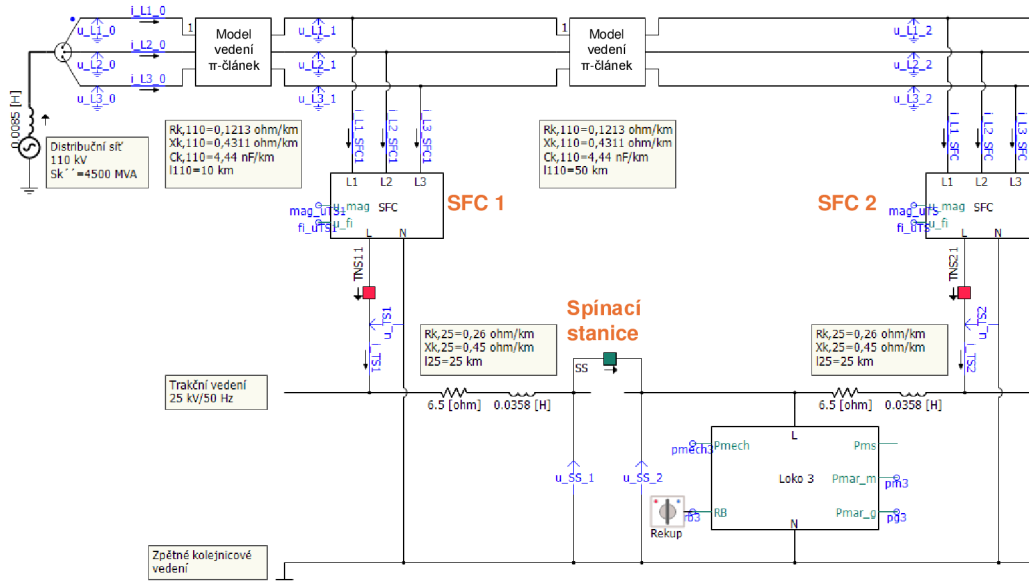 i_L1_0
u_L1_0
i_L2_0
u_L2_0
i_L3_0
u_L3_0
1
Model
vedení
π-článek
u_L1_1
u_L2_1
u_L3_1
1
Model
vedení
π-článek
u_L1_2
u_L2_2
u_L3_2
0.0085 [H]
Distribuční síť
110 kV
Sk´´=4500 MVA
Rk,110=0,1213 ohm/km
Xk,110=0,4311 ohm/km
Ck,110=4,44 nF/km
l110=10 km
i_L1_SFC1
i_L2_SFC1
i_L3_SFC1
Rk,110=0,1213 ohm/km
Xk,110=0,4311 ohm/km
Ck,110=4,44 nF/km
l110=50 km
i_L1_SFC
i_L2_SFC
i_L3_SFC
L1 L2 L3
u_mag
SFC
u_fi
L N
mag_uTS1
fi_uTS1
SFC 1
SFC 2
L1 L2 L3
u_mag
SFC
u_fi
L N
mag_uTS
fi_uTS
TNS11
u_TS1
i_TS1
TNS21
u_TS2
i_TS2
Spínací
stanice
Rk,25=0,26 ohm/km
Xk,25=0,45 ohm/km
l25=25 km
Rk,25=0,26 ohm/km
Xk,25=0,45 ohm/km
l25=25 km
SS
Trakční vedení
25 kV/50 Hz
6.5 [ohm] 0.0358 [H]
6.5 [ohm] 0.0358 [H]
u_SS_1
u_SS_2
pmech3
Pmech
L
Pms
Loko 3
Pmar_m
pm3
RB
N
Pmar_g
pg3
Rekup
Zpětné kolejnicové
vedení